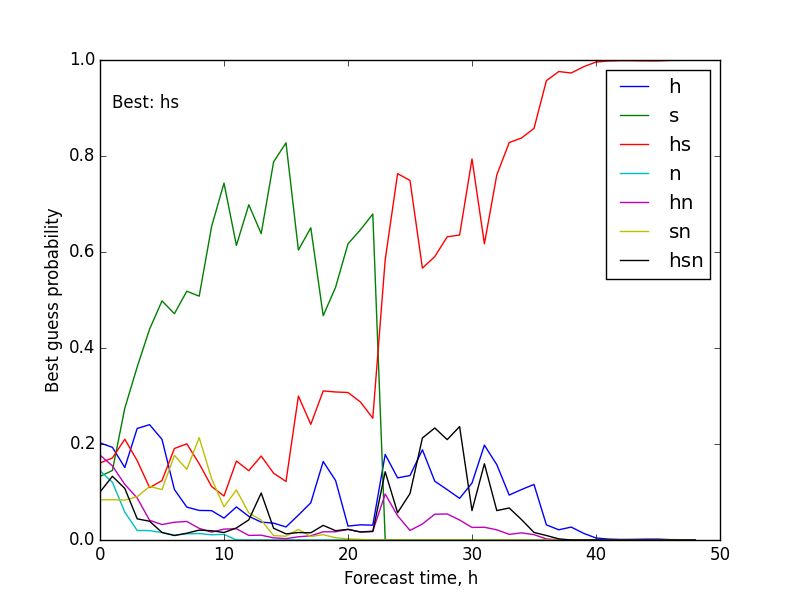 1.0
0.8
0.6
0.4
0.2
0.0
Best guess probability
Best: hs
h
s
hs
n
hn
sn
hsn
0 10 20 30 40 50
Forecast time, h